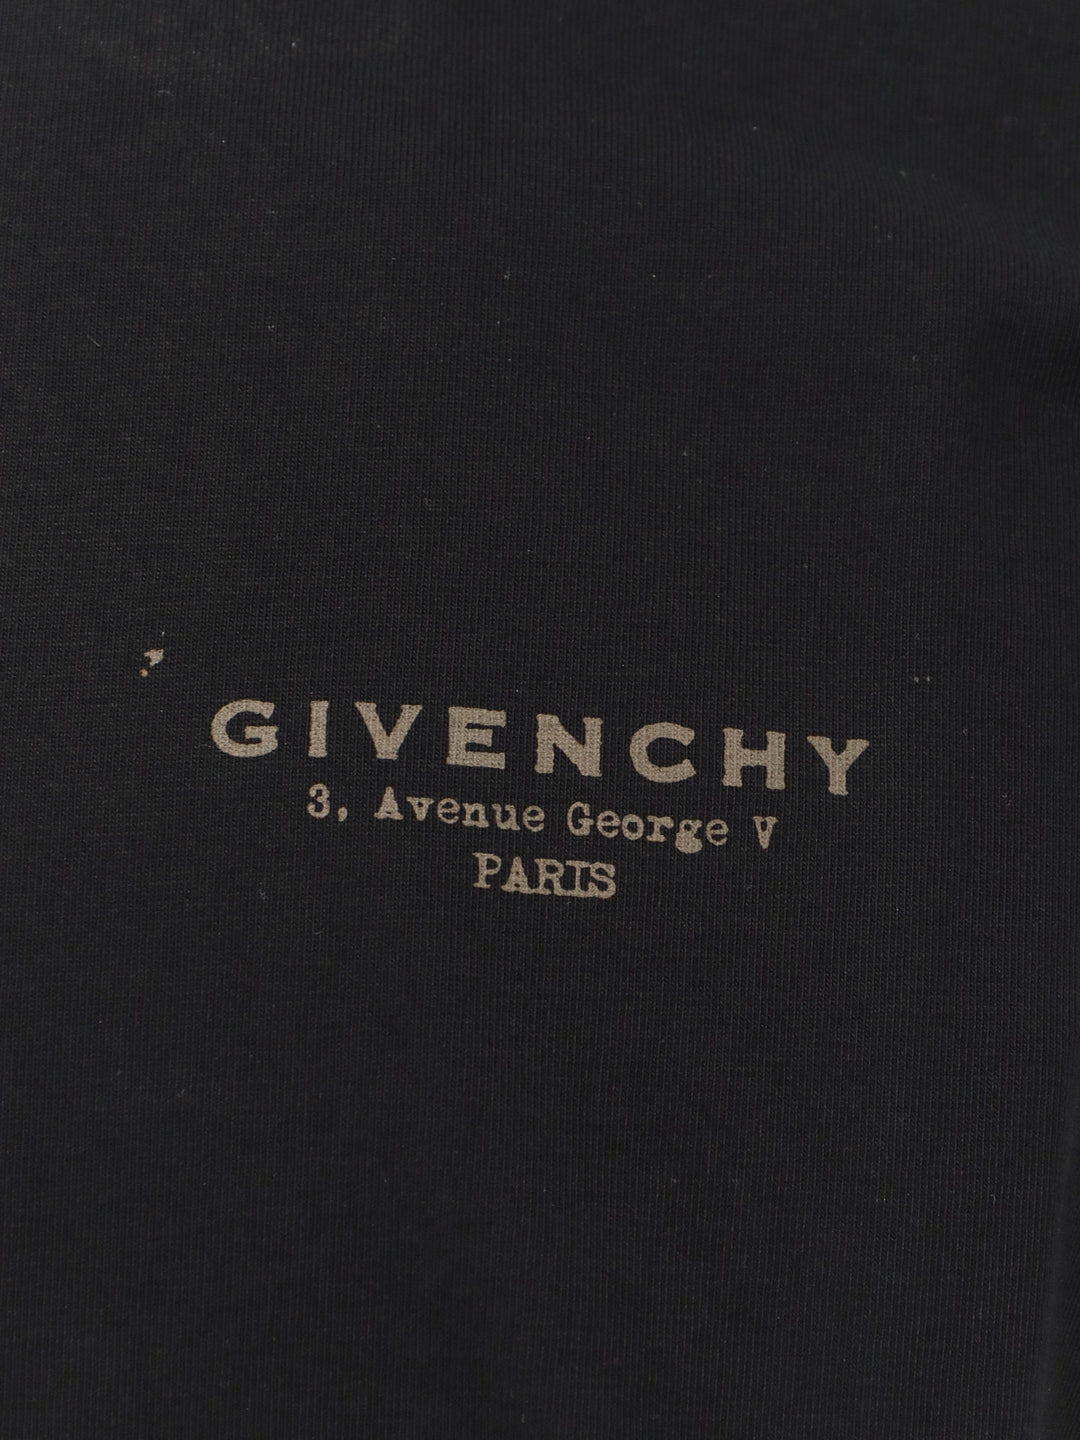 GIVENCHY
3, Avenue George V
PARIS